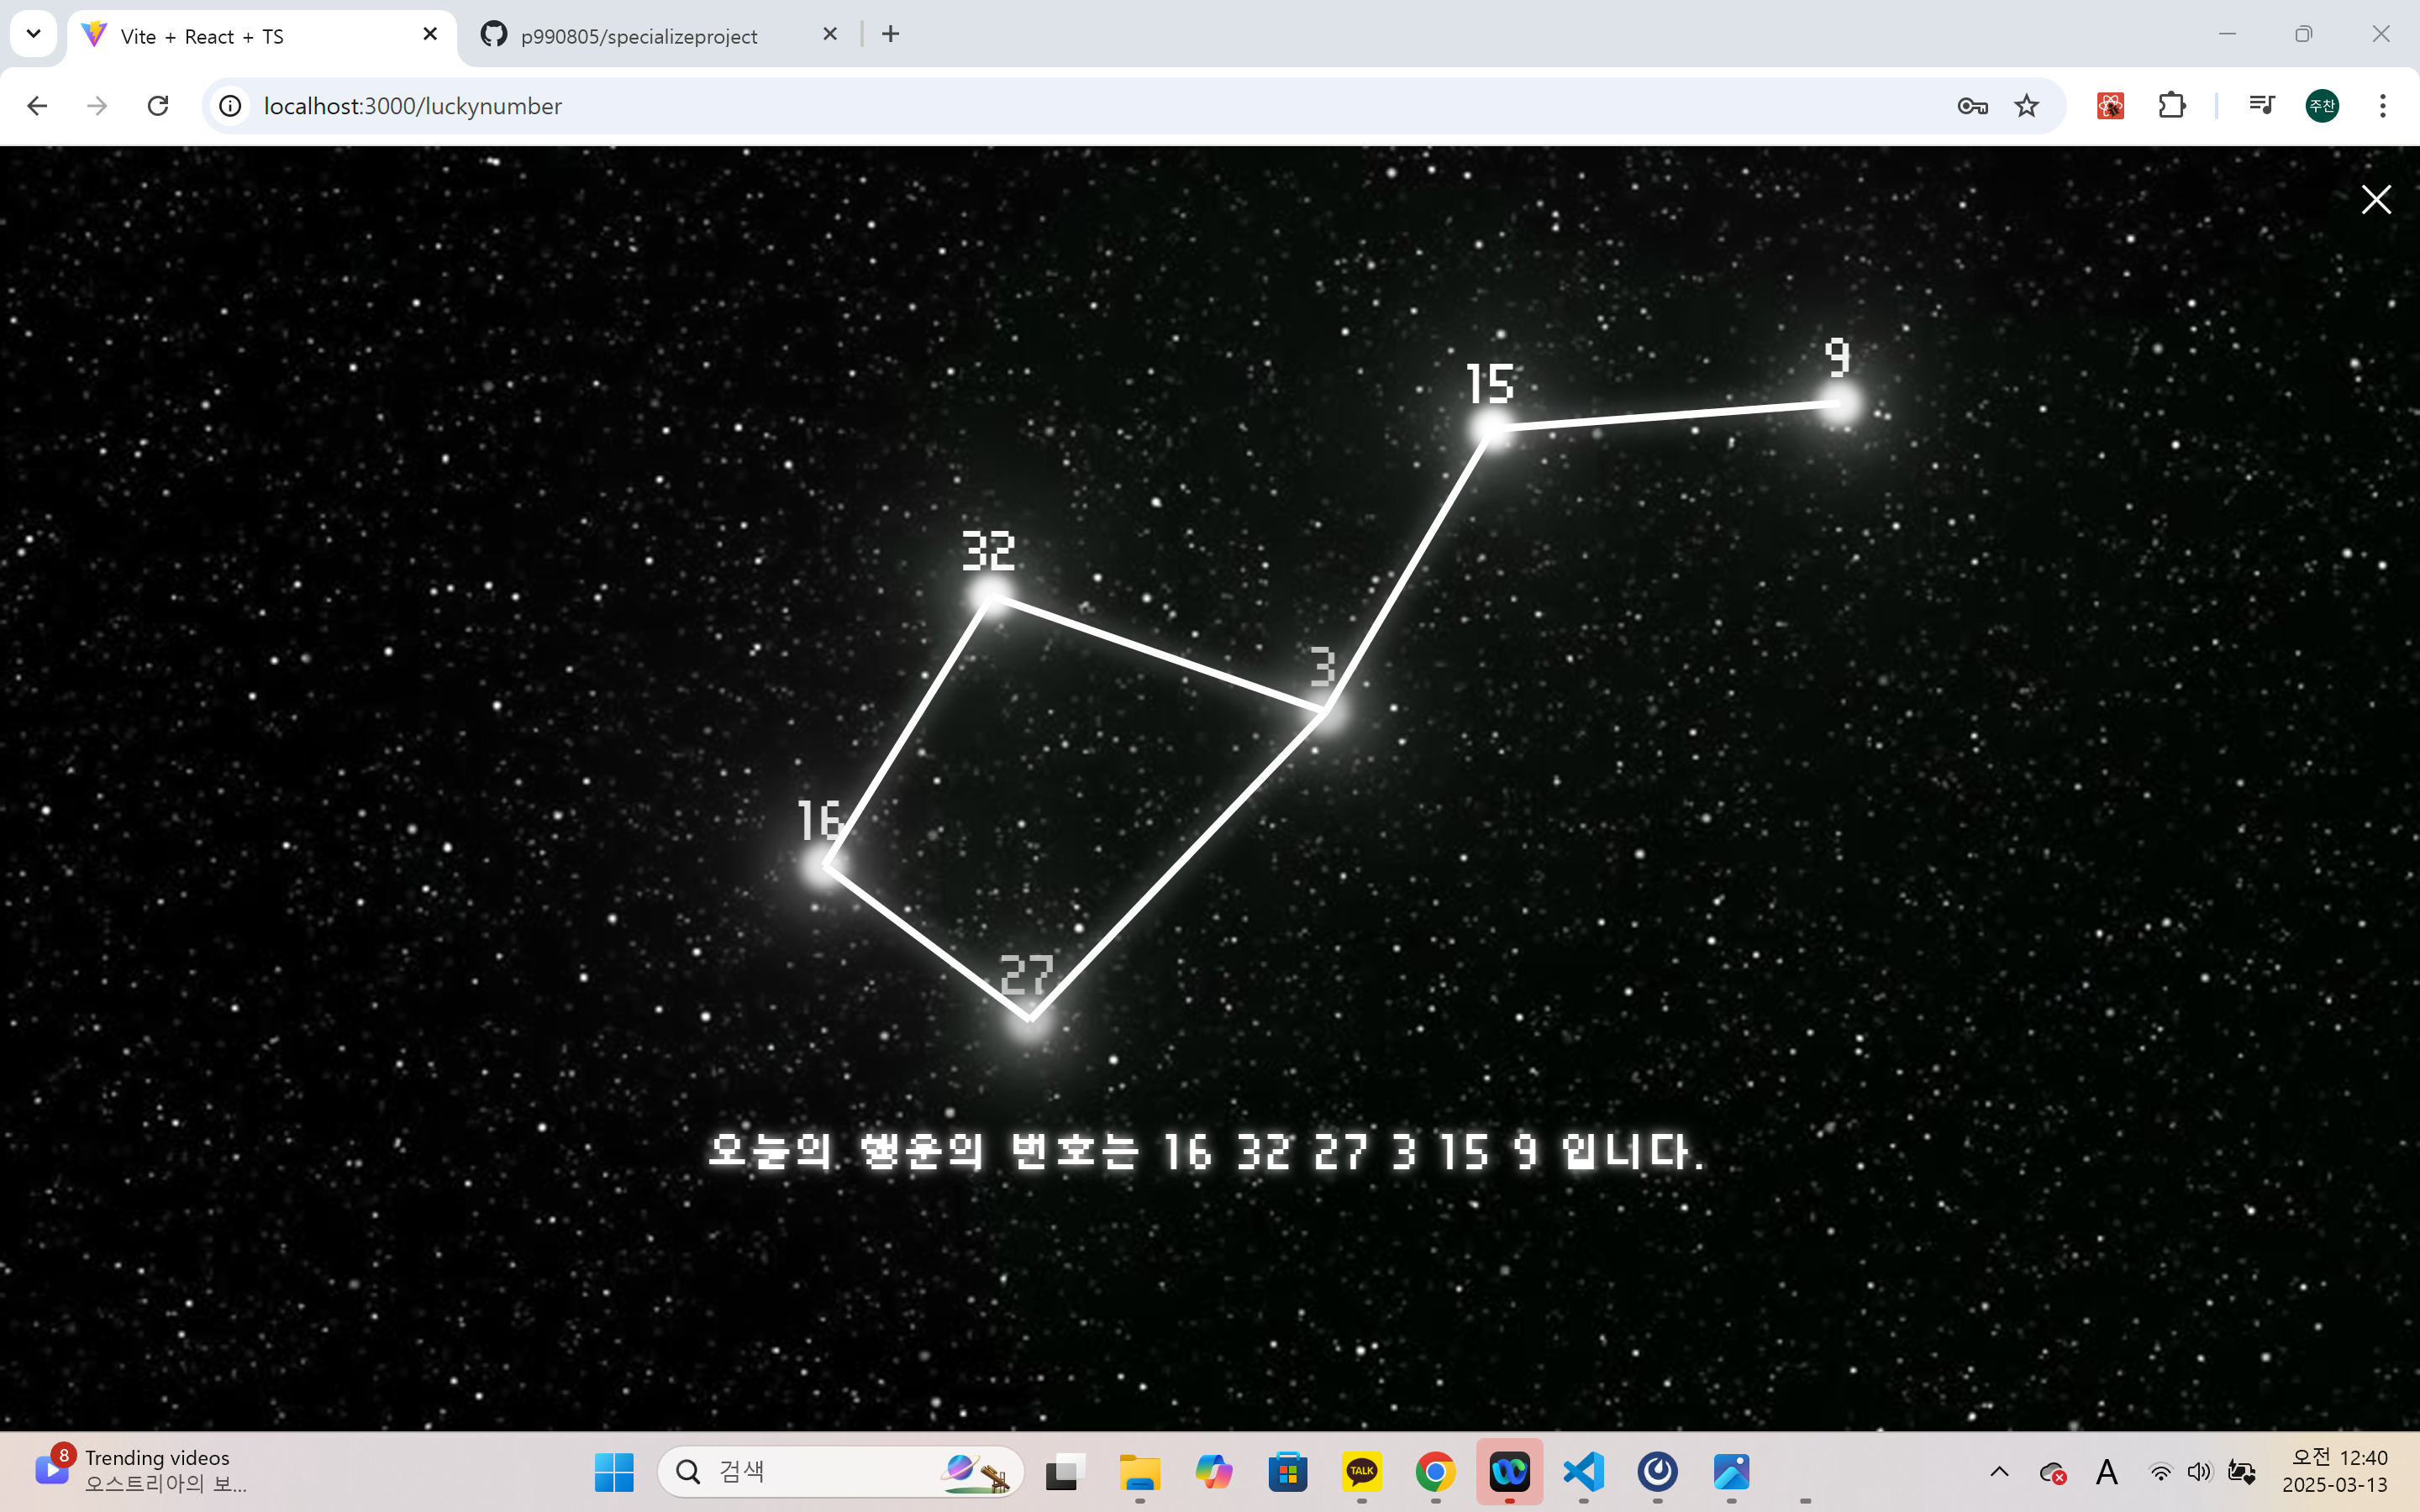 Vite + React + TS
p990805/specializeproject
localhost:3000/luckynumber
주찬
9
15
32
3
16
27
오늘의 행운의 번호는 16 32 27 3 15 9 입니다.
8
Trending videos
오스트리아의 보...
검색
TALK
A
오전 12:40
2025-03-13